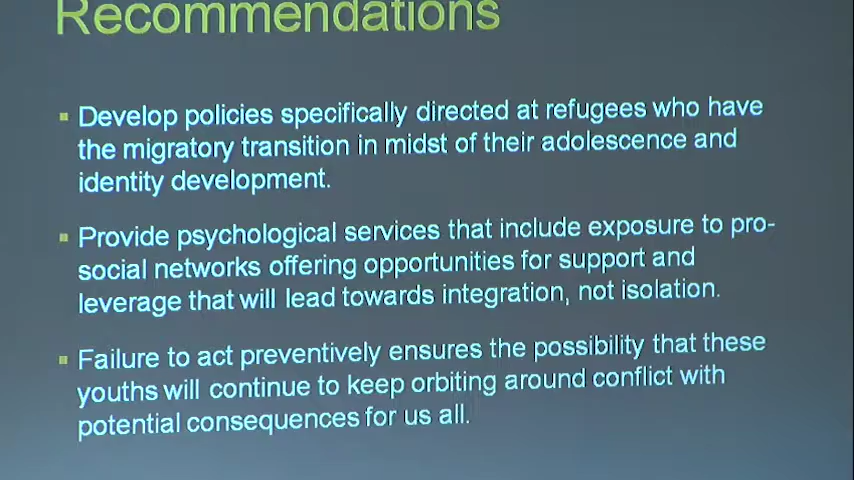 Recommendations
▪ Develop policies specifically directed at refugees who have
the migratory transition in midst of their adolescence and
identity development.
▪ Provide psychological services that include exposure to pro-
social networks offering opportunities for support and
leverage that will lead towards integration, not isolation.
▪ Failure to act preventively ensures the possibility that these
youths will continue to keep orbiting around conflict with
potential consequences for us all.